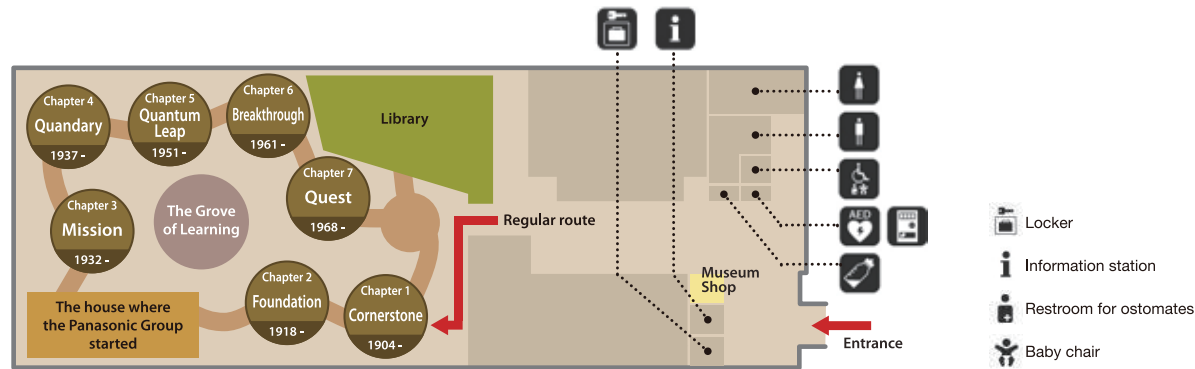 Chapter 4
Quandary
1937 -
Chapter 5
Quantum
Leap
1951 -
Chapter 6
Breakthrough
1961 -
Library
Chapter 7
Quest
1968 -
Chapter 3
Mission
1932 -
The Grove
of Learning
Regular route
The house where
the Panasonic Group
started
Chapter 2
Foundation
1918 -
Chapter 1
Cornerstone
1904 -
Museum
Shop
Entrance
AED
Locker
Information station
Restroom for ostomates
Baby chair